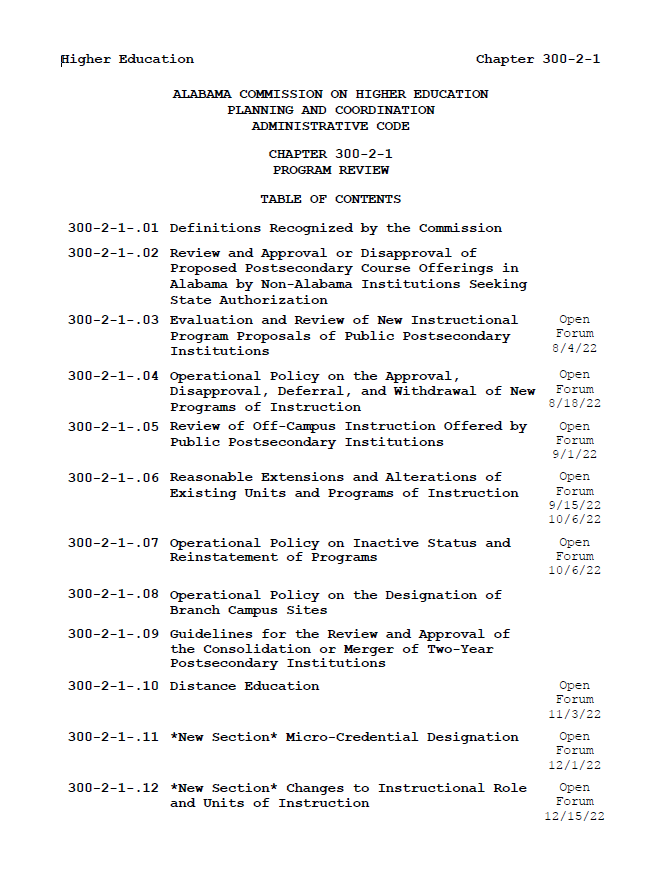 Higher Education Chapter 300-2-1
ALABAMA COMMISSION ON HIGHER EDUCATION
PLANNING AND COORDINATION
ADMINISTRATIVE CODE
CHAPTER 300-2-1
PROGRAM REVIEW
TABLE OF CONTENTS
300-2-1-.01 Definitions Recognized by the Commission
300-2-1-.02 Review and Approval or Disapproval of
Proposed Postsecondary Course Offerings in
Alabama by Non-Alabama Institutions Seeking
State Authorization
300-2-1-.03 Evaluation and Review of New Instructional Open
Program Proposals of Public Postsecondary Forum
Institutions 8/4/22
300-2-1-.04 Operational Policy on the Approval, Open
Disapproval, Deferral, and Withdrawal of New Forum
Programs of Instruction 8/18/22
300-2-1-.05 Review of Off-Campus Instruction Offered by Open
Public Postsecondary Institutions Forum
9/1/22
300-2-1-.06 Reasonable Extensions and Alterations of Open
Existing Units and Programs of Instruction Forum
9/15/22
10/6/22
300-2-1-.07 Operational Policy on Inactive Status and Open
Reinstatement of Programs Forum
10/6/22
300-2-1-.08 Operational Policy on the Designation of
Branch Campus Sites
300-2-1-.09 Guidelines for the Review and Approval of
the Consolidation or Merger of Two-Year
Postsecondary Institutions
300-2-1-.10 Distance Education Open
Forum
11/3/22
300-2-1-.11 *New Section* Micro-Credential Designation Open
Forum
12/1/22
300-2-1-.12 *New Section* Changes to Instructional Role Open
and Units of Instruction Forum
12/15/22